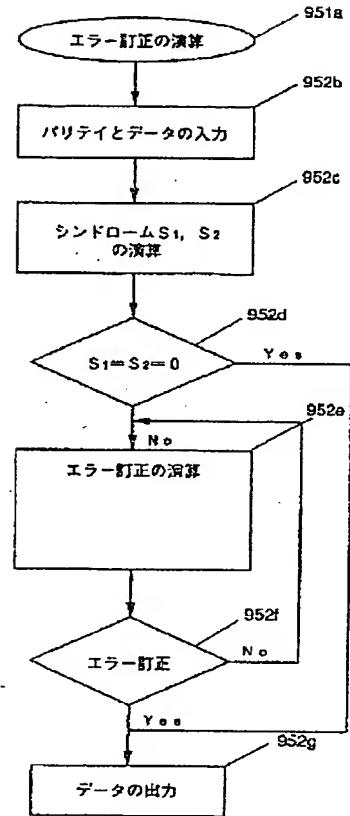 951a
エラー訂正の演算
952b
パリテイとデータの入力
952c
シンドロームS1, S2
の演算
952d
S1=S2=0
Yes
952e
No
エラー訂正の演算
952f
エラー訂正
No
Yes
952g
データの出力